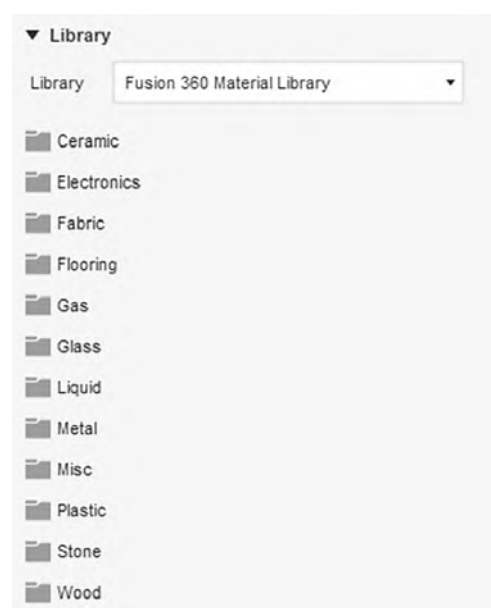 Library
Library Fusion 360 Material Library
Ceramic
Electronics
Fabric
Flooring
Gas
Glass
Liquid
Metal
Misc
Plastic
Stone
Wood